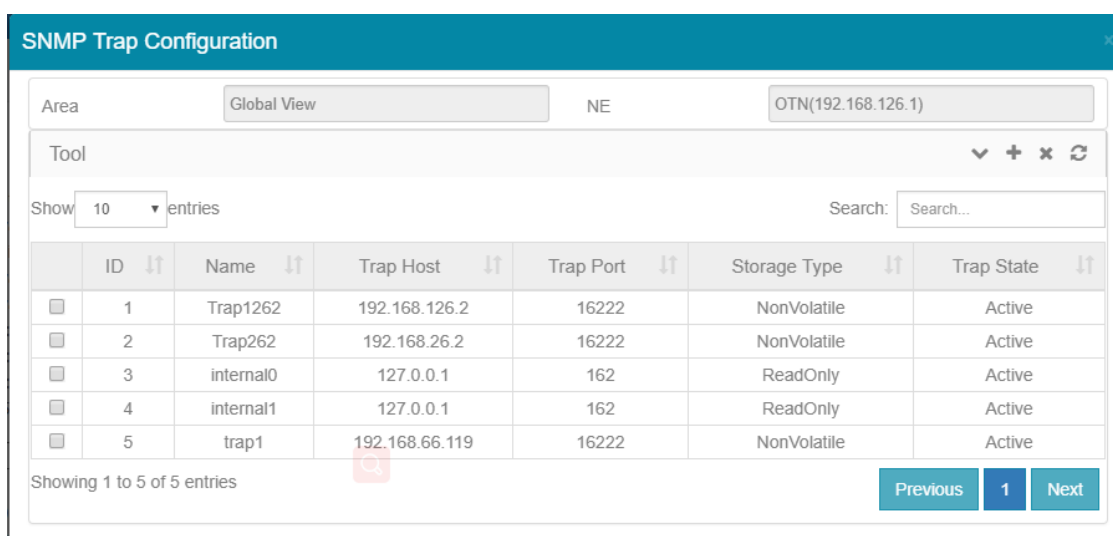 SNMP Trap Configuration
Area Global View NE OTN(192.168.126.1)
Tool
Show 10 entries Search: Search...
ID Name Trap Host Trap Port Storage Type Trap State
1 Trap1262 192.168.126.2 16222 NonVolatile Active
2 Trap262 192.168.26.2 16222 NonVolatile Active
3 internal0 127.0.0.1 162 ReadOnly Active
4 internal1 127.0.0.1 162 ReadOnly Active
5 trap1 192.168.66.119 16222 NonVolatile Active
Showing 1 to 5 of 5 entries Previous 1 Next